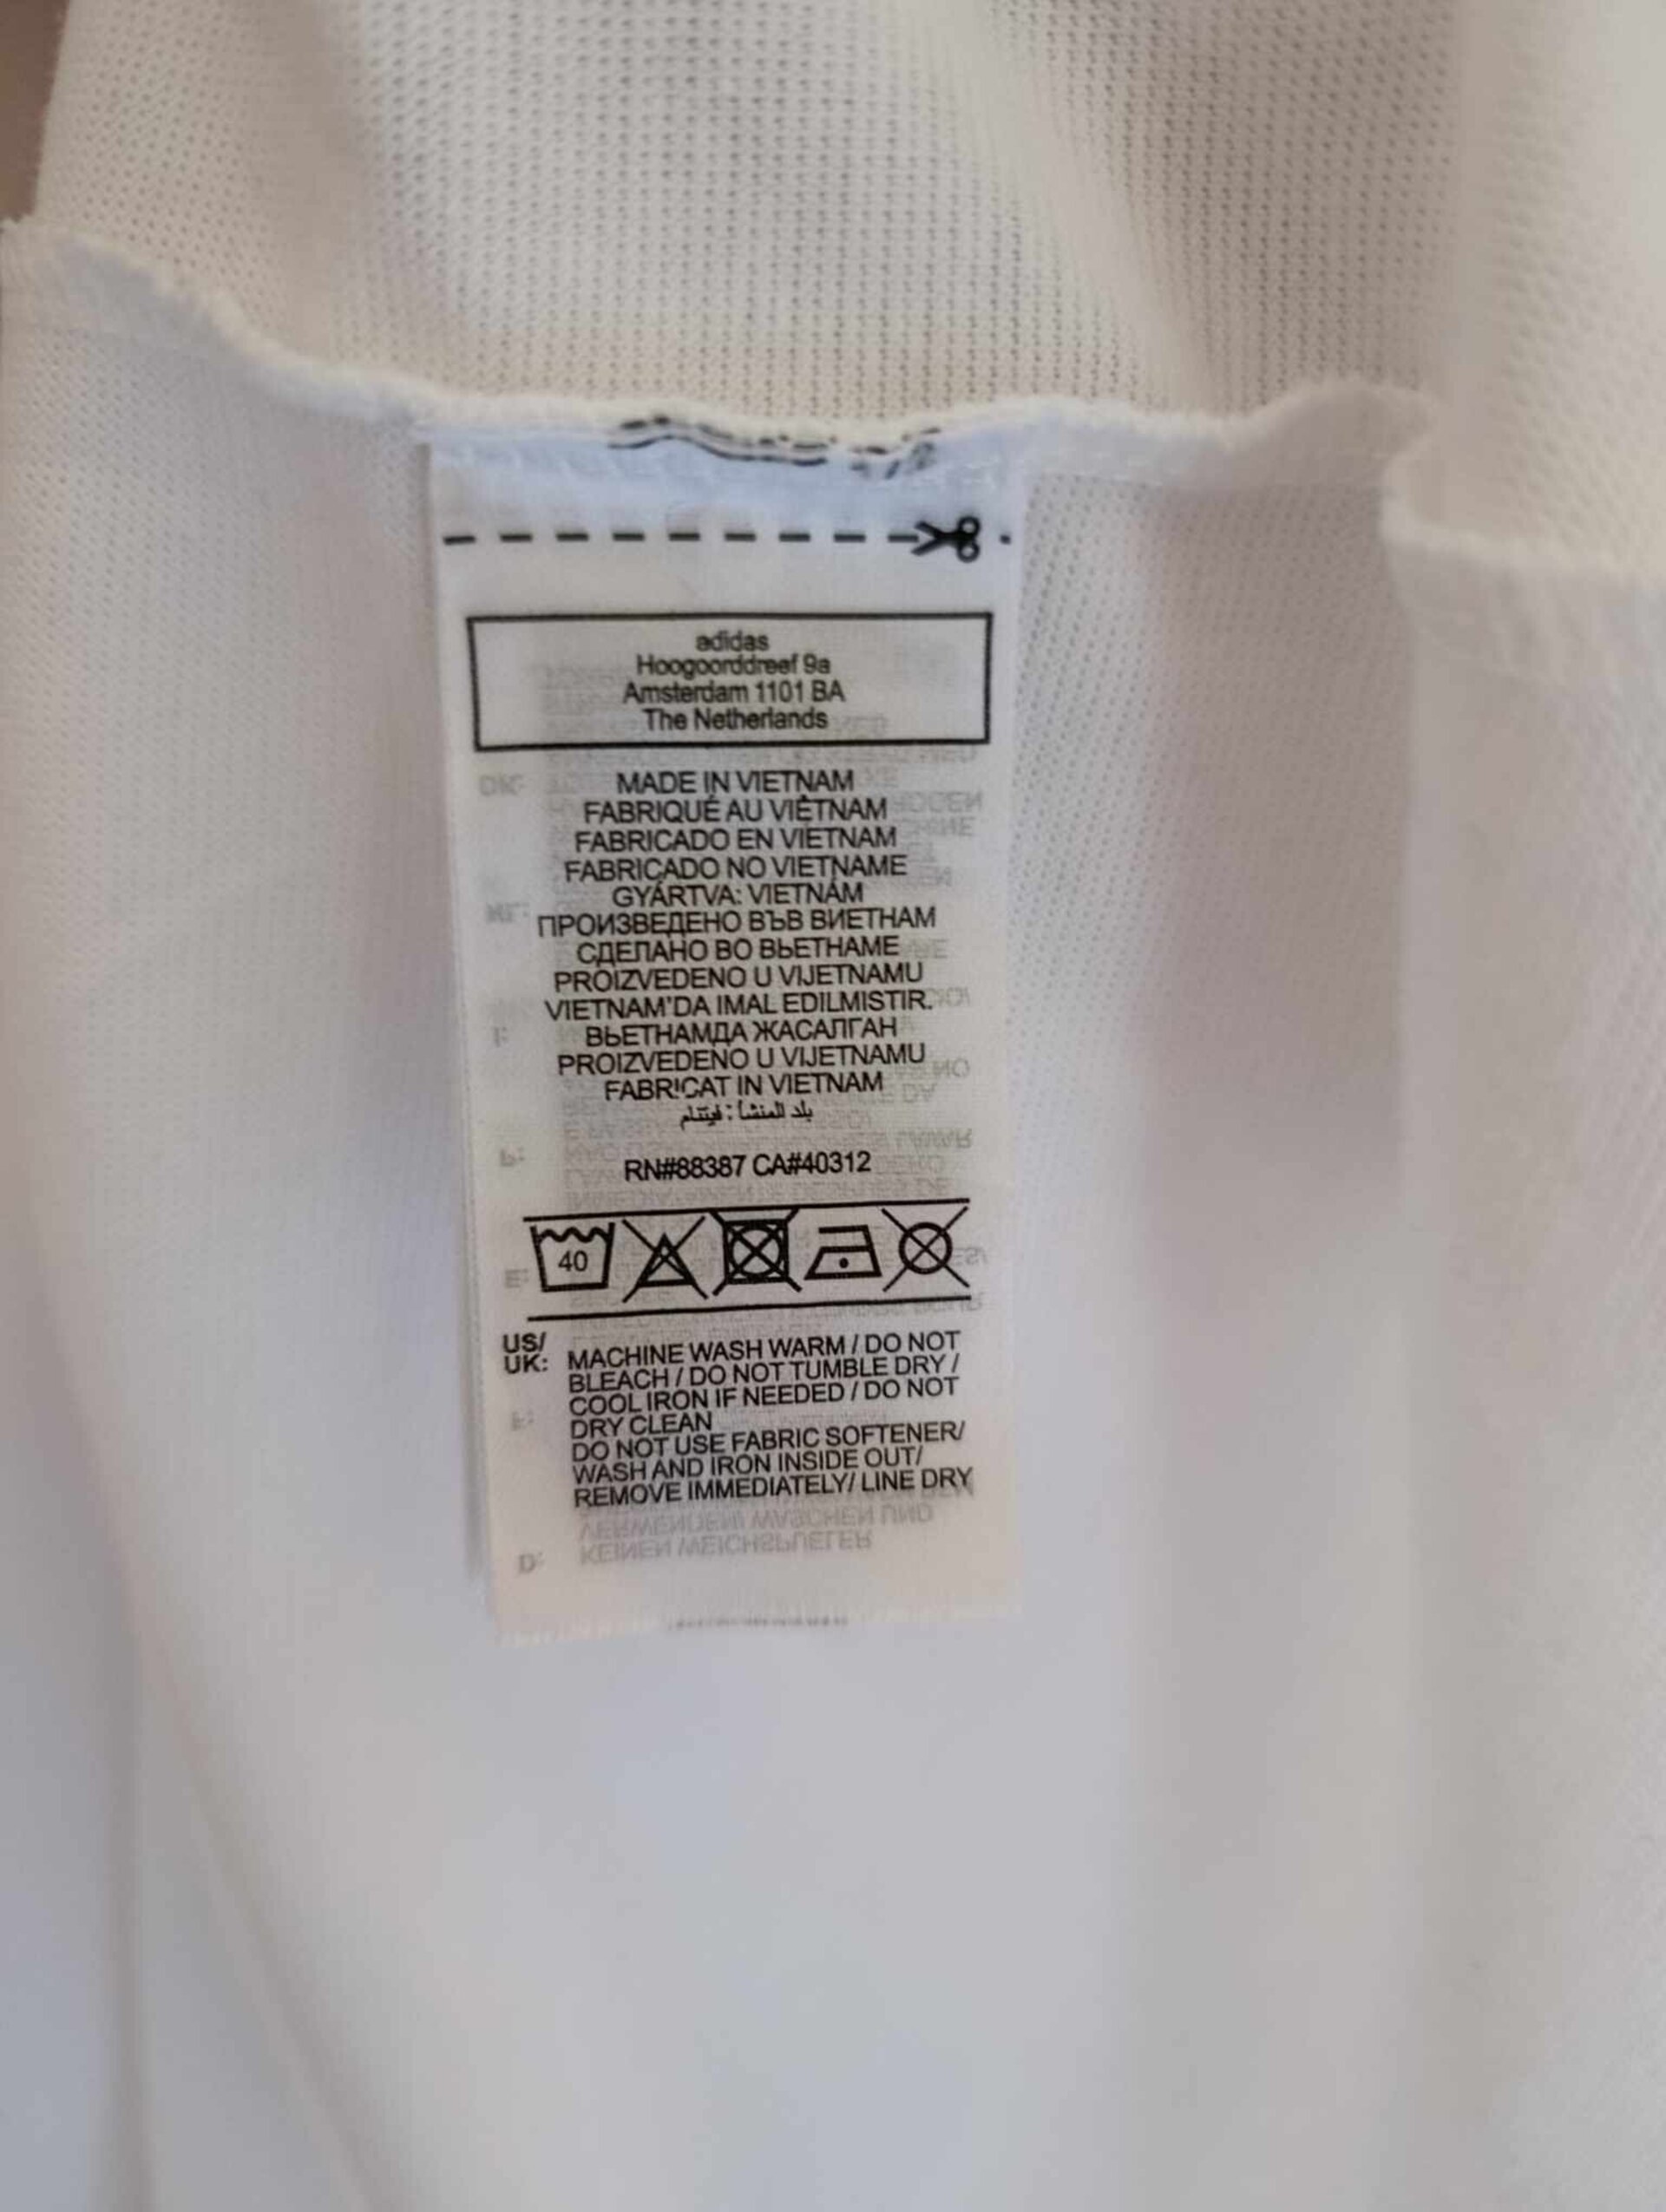 adidas
Hoogoorddreef 9a
Amsterdam 1101 BA
The Netherlands
MADE IN VIETNAM
FABRIQUÉ AU VIÊTNAM
FABRICADO EN VIETNAM
FABRICADO NO VIETNAME
GYÁRTVA: VIETNÁM
ПРОИЗВЕДЕНО ВЪВ ВИЕТНАМ
СДЕЛАНО ВО ВЬЕТНАМЕ
PROIZVEDENO U VIJETNAMU
VIETNAM'DA IMAL EDILMISTIR.
ВЬЕТНАМДА ЖАСАЛҒАН
PROIZVEDENO U VIJETNAMU
FABRICAT IN VIETNAM
بلد المنشأ : فيتنام
RN#88387 CA#40312
40
US/
UK: MACHINE WASH WARM / DO NOT
BLEACH / DO NOT TUMBLE DRY /
COOL IRON IF NEEDED / DO NOT
DRY CLEAN
DO NOT USE FABRIC SOFTENER/
WASH AND IRON INSIDE OUT/
REMOVE IMMEDIATELY/ LINE DRY